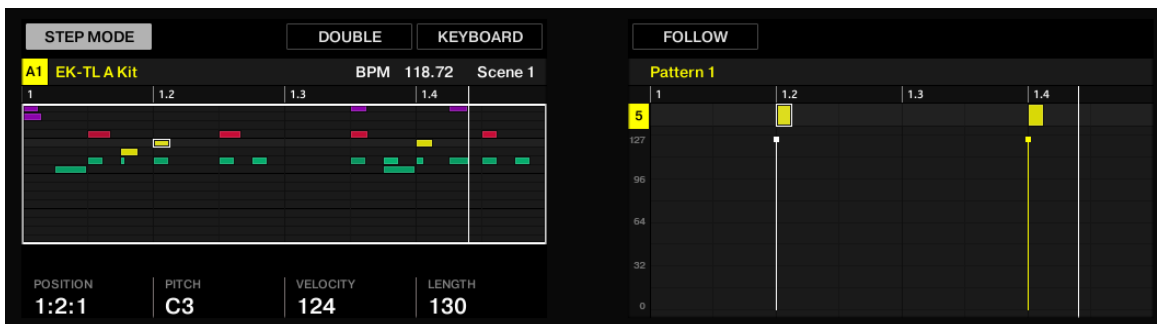 STEP MODE DOUBLE KEYBOARD
A1 EK-TL A Kit BPM 118.72 Scene 1
1 1.2 1.3 1.4
POSITION PITCH VELOCITY LENGTH
1:2:1 C3 124 130
FOLLOW
Pattern 1
1 1.2 1.3 1.4
5
127
96
64
32
0